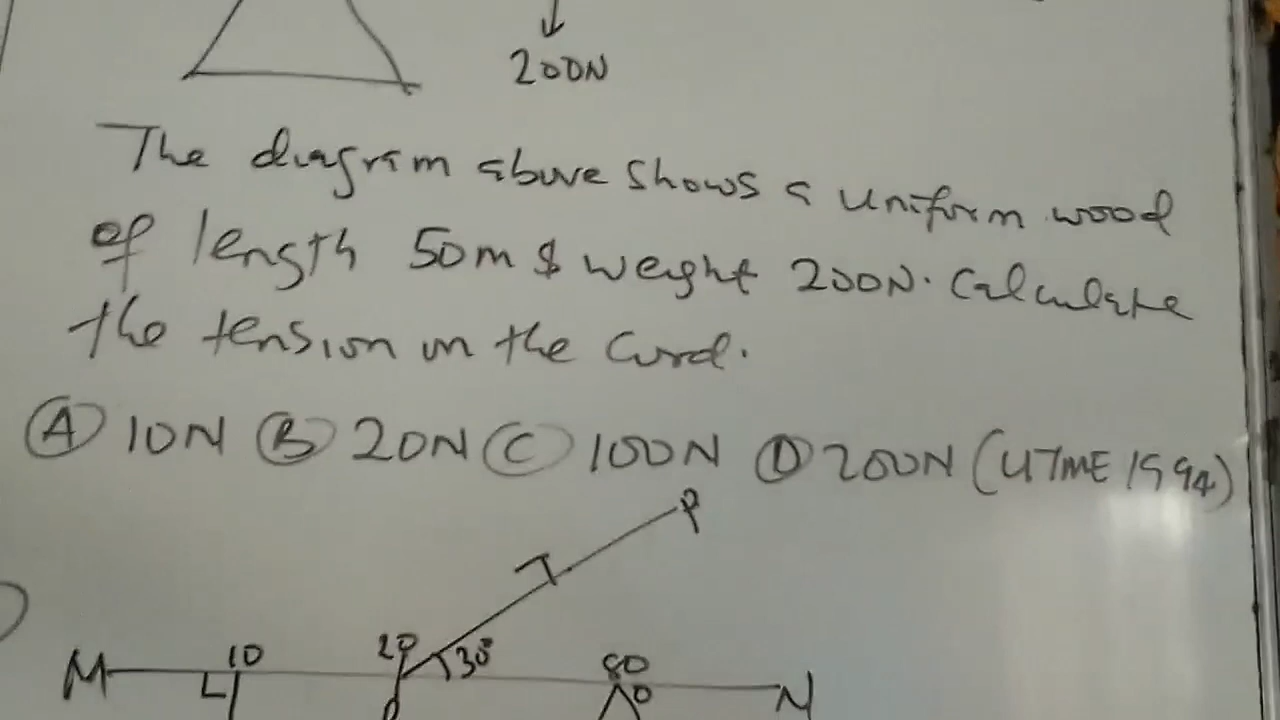 200N
The diagram above shows a uniform wood
of length 50m & weight 200N. Calculate
the tension in the Cord.
(A) 10N (B) 20N (C) 100N (D) 200N (UTME 1994)
P
T
M 10 20 30° 80 N